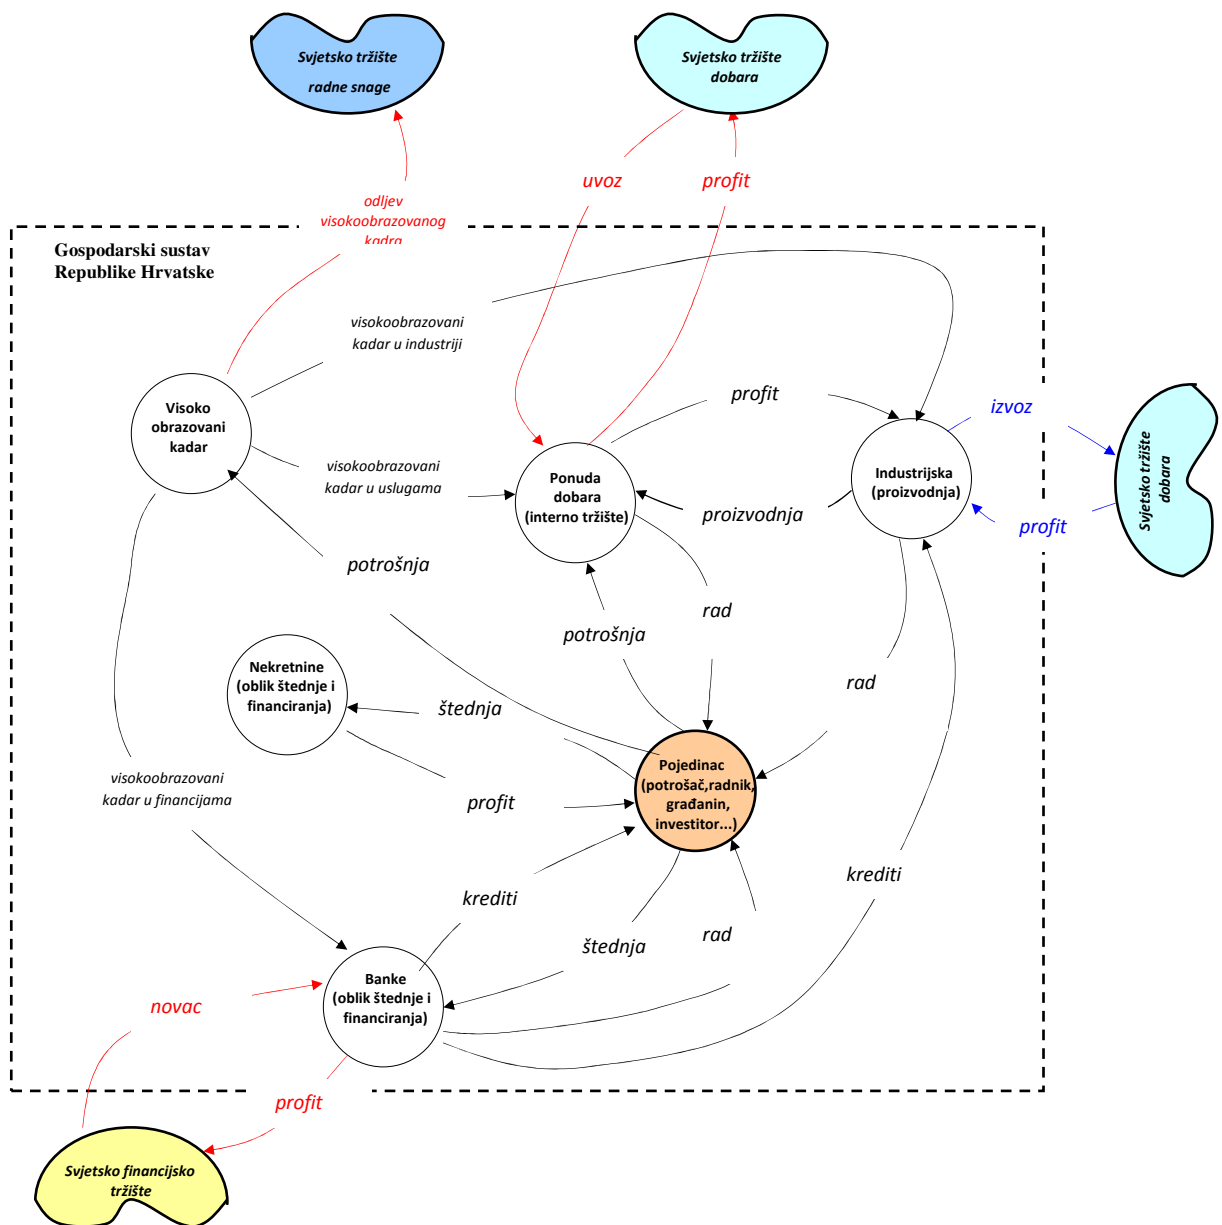 Svjetsko tržište
radne snage
Svjetsko tržište
dobara
uvoz
profit
odljev
visokoobrazovanog
kadra
Gospodarski sustav
Republike Hrvatske
visokoobrazovani
kadar u industriji
Visoko
obrazovani
kadar
profit
izvoz
Svjetsko tržište
dobara
visokoobrazovani
kadar u uslugama
Ponuda
dobara
(interno tržište)
Industrijska
(proizvodnja)
proizvodnja
profit
potrošnja
rad
potrošnja
rad
Nekretnine
(oblik štednje i
financiranja)
štednja
Pojedinac
(potrošač,radnik,
građanin,
investitor...)
visokoobrazovani
kadar u financijama
profit
krediti
krediti
štednja
rad
Banke
(oblik štednje i
financiranja)
novac
profit
Svjetsko financijsko
tržište